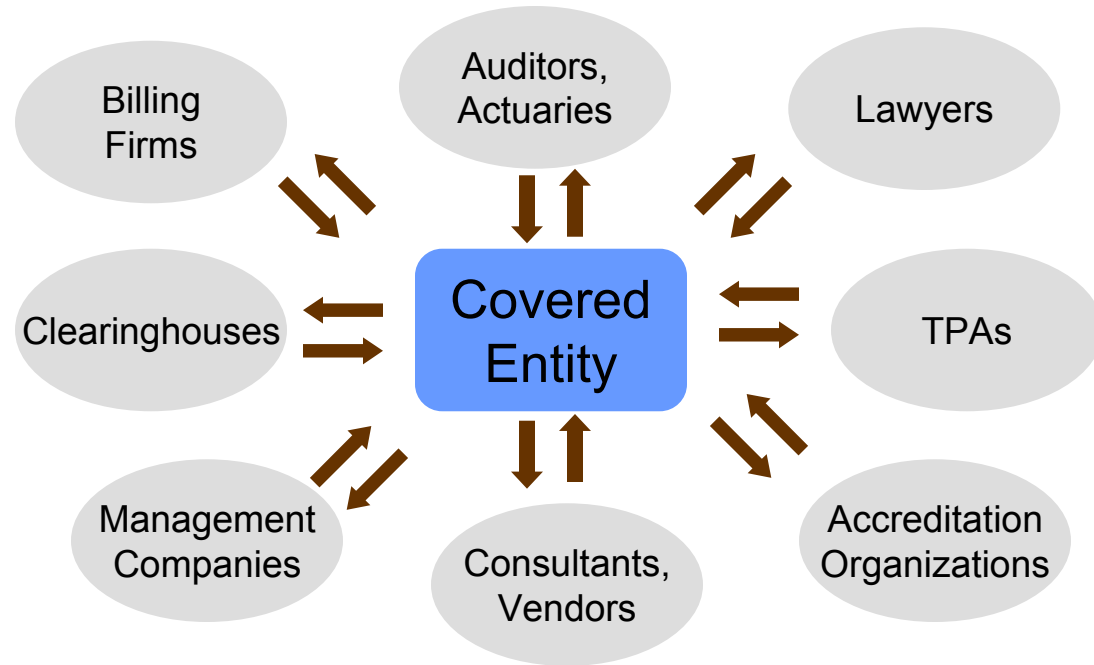 Billing
Firms
Auditors,
Actuaries
Lawyers
Clearinghouses
Covered
Entity
TPAs
Management
Companies
Consultants,
Vendors
Accreditation
Organizations